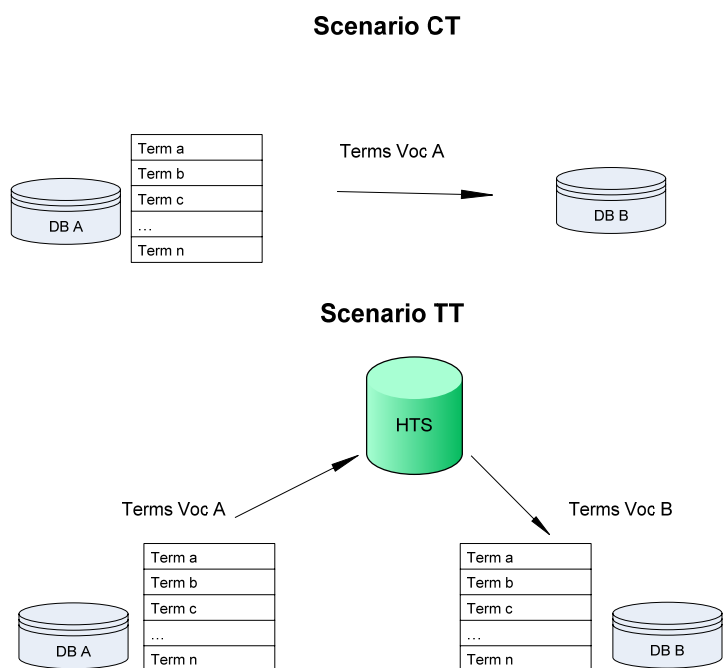 Scenario CT
Terms Voc A
Term a
Term b
Term c
...
Term n
DB A
DB B
Scenario TT
HTS
Terms Voc A
Terms Voc B
Term a
Term b
Term c
...
Term n
DB A
Term a
Term b
Term c
...
Term n
DB B